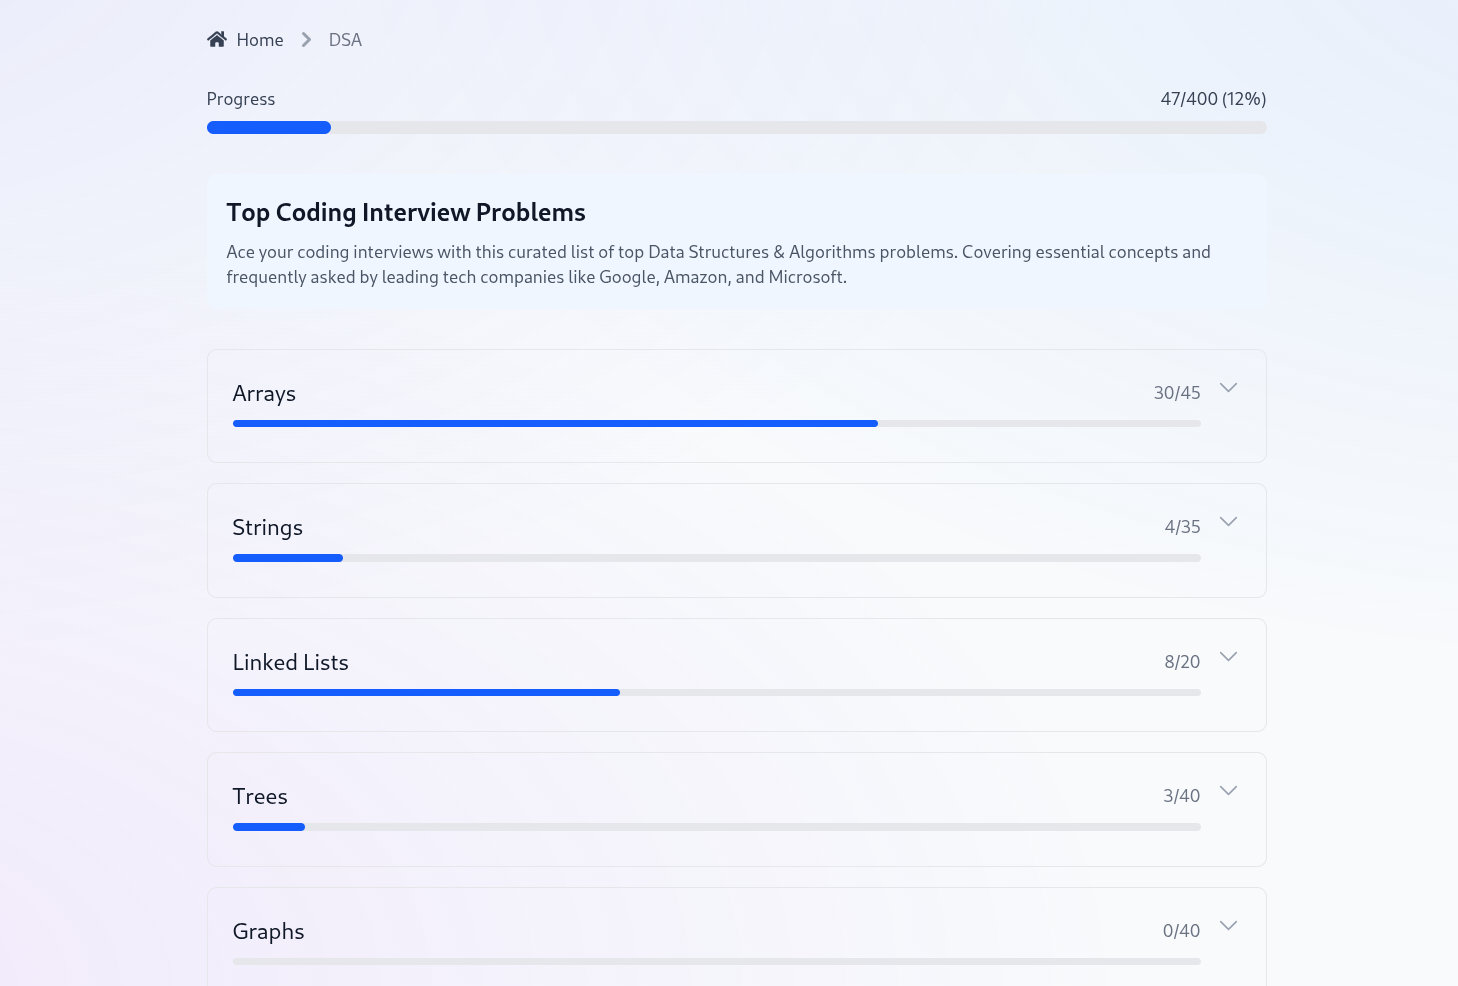 Home DSA
Progress 47/400 (12%)
Top Coding Interview Problems
Ace your coding interviews with this curated list of top Data Structures & Algorithms problems. Covering essential concepts and
frequently asked by leading tech companies like Google, Amazon, and Microsoft.
Arrays 30/45
Strings 4/35
Linked Lists 8/20
Trees 3/40
Graphs 0/40